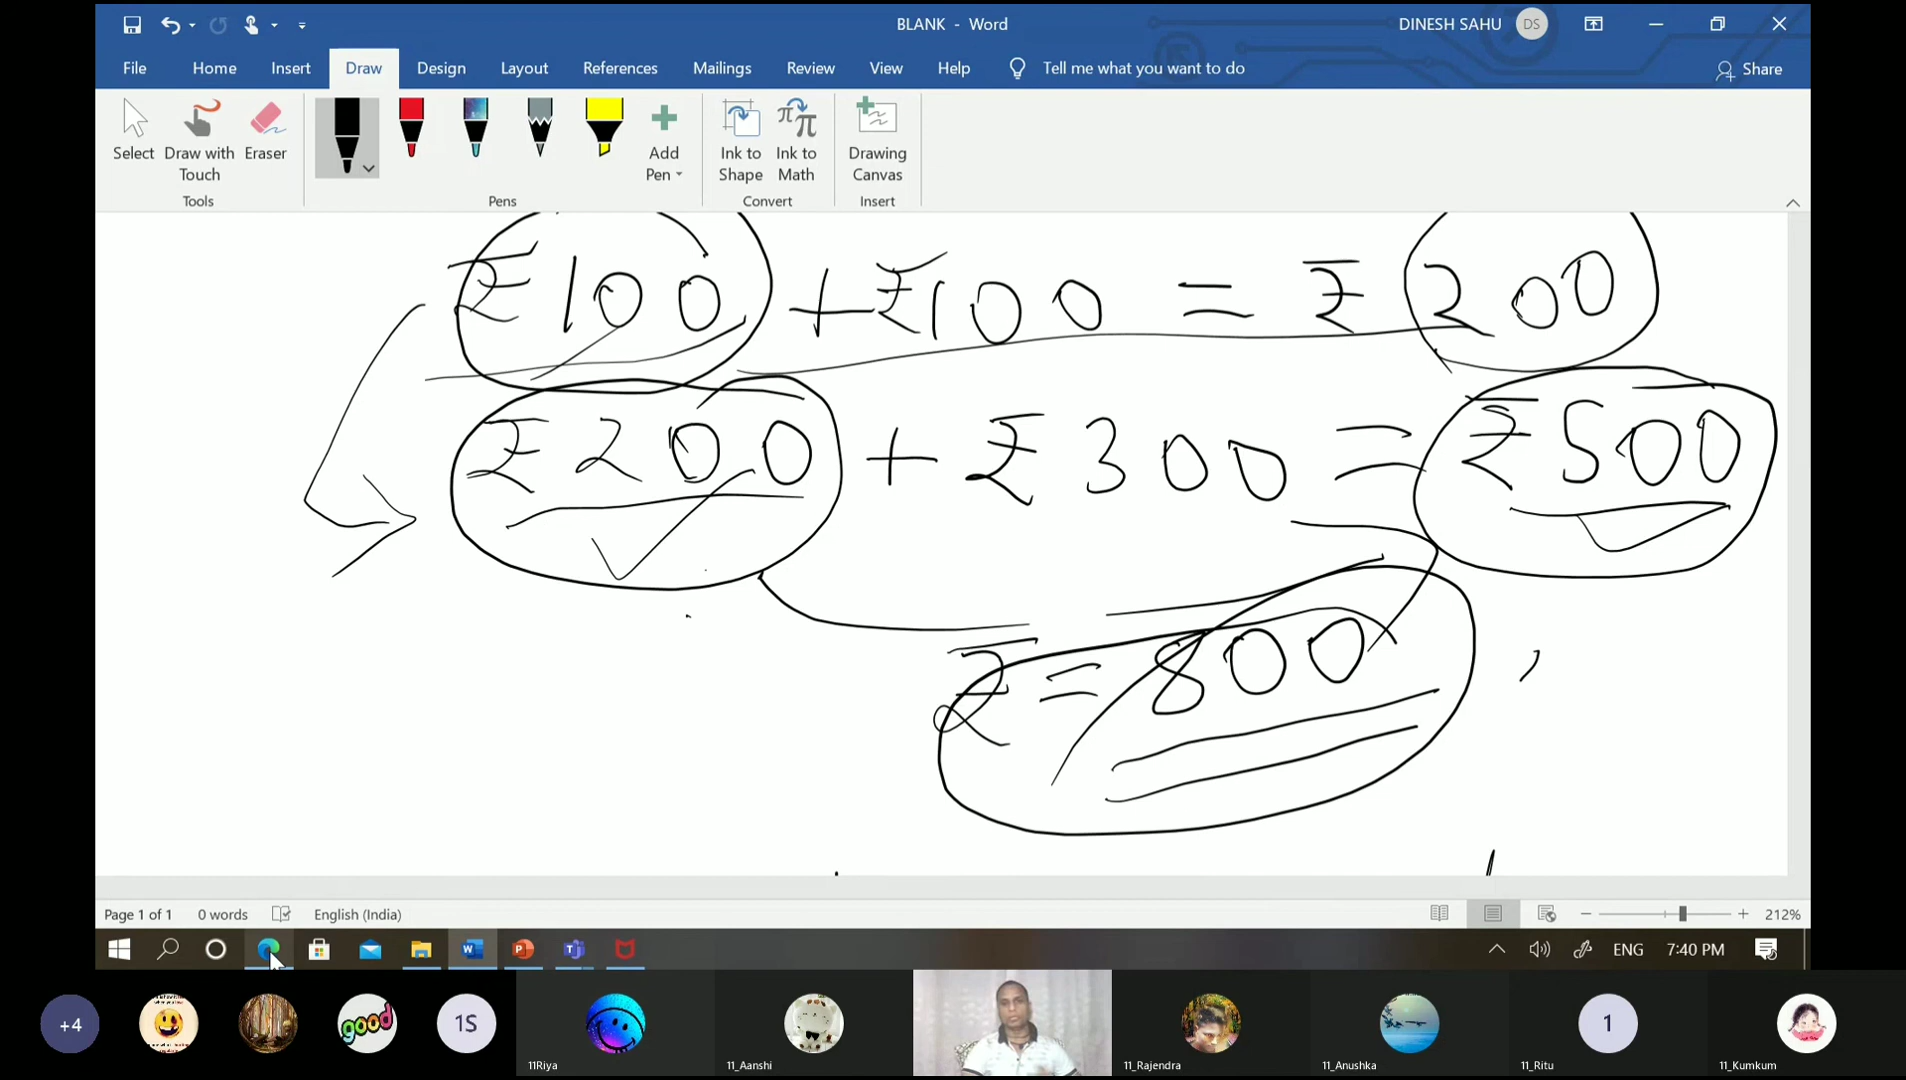 BLANK - Word
DINESH SAHU DS
File Home Insert Draw Design Layout References Mailings Review View Help Tell me what you want to do Share
Select Draw with Touch Eraser Add Pen Ink to Shape Ink to Math Drawing Canvas
Tools Pens Convert Insert
₹100 + ₹100 = ₹200
₹200 + ₹300 = ₹500
₹ = 800
Page 1 of 1 0 words English (India) 212%
ENG 7:40 PM
+4 good 1S 1
11Riya 11_Aanshi 11_Rajendra 11_Anushka 11_Ritu 11_Kumkum